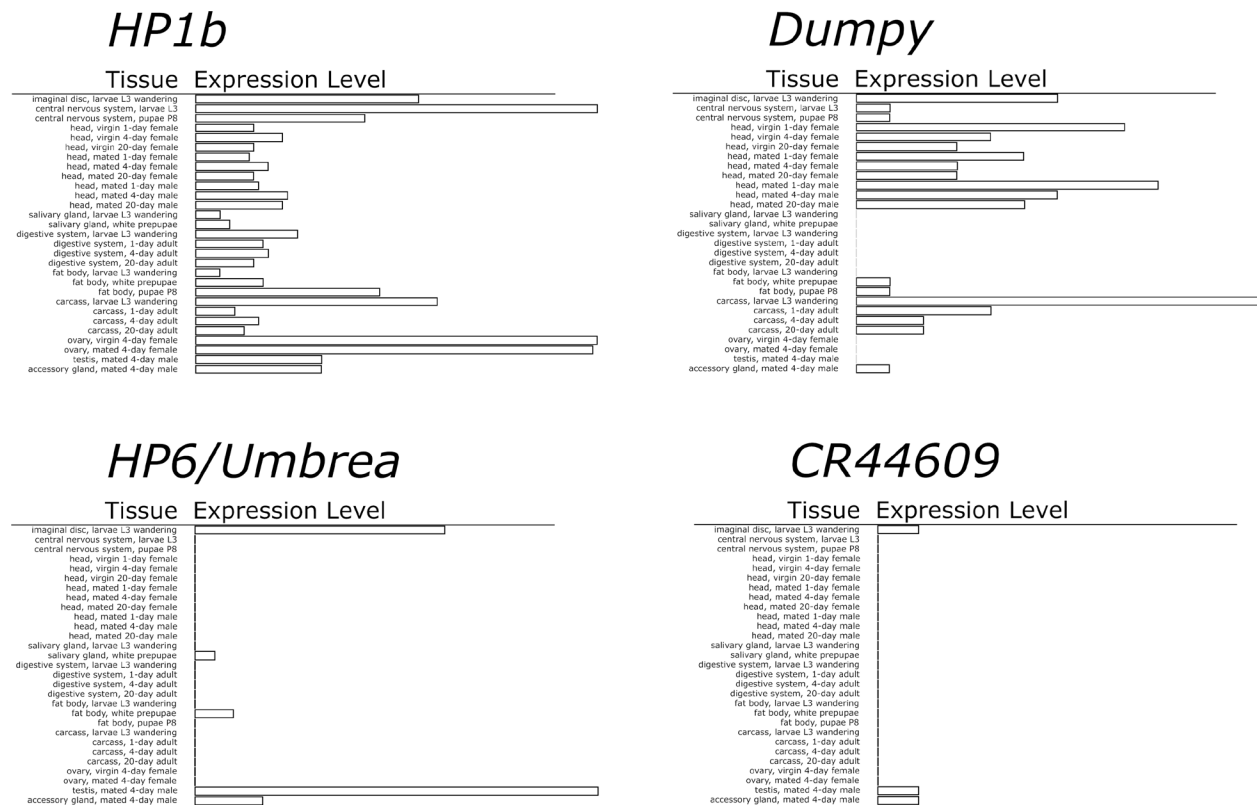 HP1b
Tissue Expression Level
imaginal disc, larvae L3 wandering
central nervous system, larvae L3
central nervous system, pupae P8
head, virgin 1-day female
head, virgin 4-day female
head, virgin 20-day female
head, mated 1-day female
head, mated 4-day female
head, mated 20-day female
head, mated 1-day male
head, mated 4-day male
head, mated 20-day male
salivary gland, larvae L3 wandering
salivary gland, white prepupae
digestive system, larvae L3 wandering
digestive system, 1-day adult
digestive system, 4-day adult
digestive system, 20-day adult
fat body, larvae L3 wandering
fat body, white prepupae
fat body, pupae P8
carcass, larvae L3 wandering
carcass, 1-day adult
carcass, 4-day adult
carcass, 20-day adult
ovary, virgin 4-day female
ovary, mated 4-day female
testis, mated 4-day male
accessory gland, mated 4-day male
Dumpy
Tissue Expression Level
imaginal disc, larvae L3 wandering
central nervous system, larvae L3
central nervous system, pupae P8
head, virgin 1-day female
head, virgin 4-day female
head, virgin 20-day female
head, mated 1-day female
head, mated 4-day female
head, mated 20-day female
head, mated 1-day male
head, mated 4-day male
head, mated 20-day male
salivary gland, larvae L3 wandering
salivary gland, white prepupae
digestive system, larvae L3 wandering
digestive system, 1-day adult
digestive system, 4-day adult
digestive system, 20-day adult
fat body, larvae L3 wandering
fat body, white prepupae
fat body, pupae P8
carcass, larvae L3 wandering
carcass, 1-day adult
carcass, 4-day adult
carcass, 20-day adult
ovary, virgin 4-day female
ovary, mated 4-day female
testis, mated 4-day male
accessory gland, mated 4-day male
HP6/Umbrea
Tissue Expression Level
imaginal disc, larvae L3 wandering
central nervous system, larvae L3
central nervous system, pupae P8
head, virgin 1-day female
head, virgin 4-day female
head, virgin 20-day female
head, mated 1-day female
head, mated 4-day female
head, mated 20-day female
head, mated 1-day male
head, mated 4-day male
head, mated 20-day male
salivary gland, larvae L3 wandering
salivary gland, white prepupae
digestive system, larvae L3 wandering
digestive system, 1-day adult
digestive system, 4-day adult
digestive system, 20-day adult
fat body, larvae L3 wandering
fat body, white prepupae
fat body, pupae P8
carcass, larvae L3 wandering
carcass, 1-day adult
carcass, 4-day adult
carcass, 20-day adult
ovary, virgin 4-day female
ovary, mated 4-day female
testis, mated 4-day male
accessory gland, mated 4-day male
CR44609
Tissue Expression Level
imaginal disc, larvae L3 wandering
central nervous system, larvae L3
central nervous system, pupae P8
head, virgin 1-day female
head, virgin 4-day female
head, virgin 20-day female
head, mated 1-day female
head, mated 4-day female
head, mated 20-day female
head, mated 1-day male
head, mated 4-day male
head, mated 20-day male
salivary gland, larvae L3 wandering
salivary gland, white prepupae
digestive system, larvae L3 wandering
digestive system, 1-day adult
digestive system, 4-day adult
digestive system, 20-day adult
fat body, larvae L3 wandering
fat body, white prepupae
fat body, pupae P8
carcass, larvae L3 wandering
carcass, 1-day adult
carcass, 4-day adult
carcass, 20-day adult
ovary, virgin 4-day female
ovary, mated 4-day female
testis, mated 4-day male
accessory gland, mated 4-day male